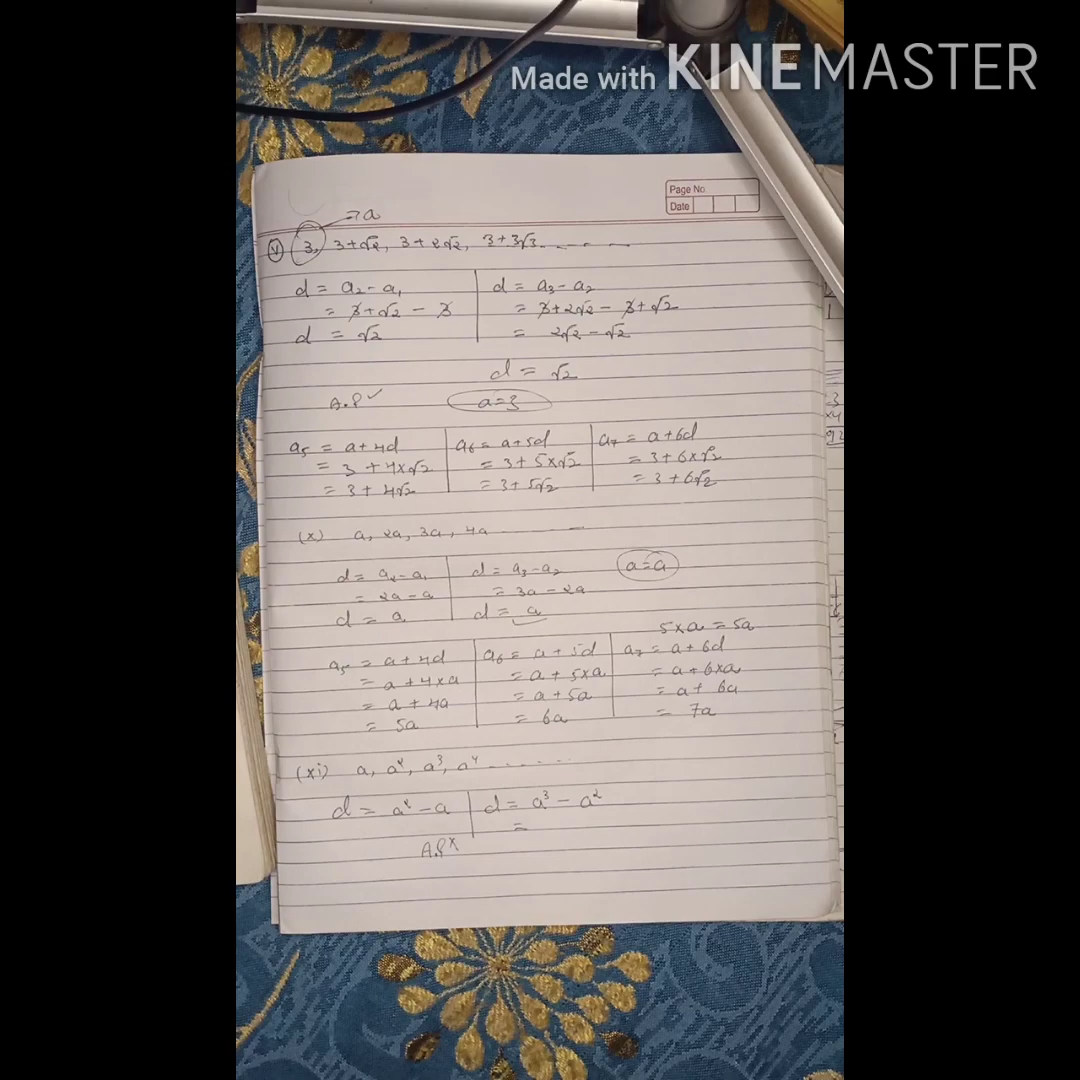 Made with KINEMASTER
Page No.
Date
=> a
(v) 3, 3+√2, 3+2√2, 3+3√3 ........
d = a₂ - a₁ | d = a₃ - a₂
= 3+√2 - 3 | = 3+2√2 - 3+√2
d = √2 | = 2√2 - √2
d = √2
A.P ✓ a=3
a₅ = a+4d | a₆ = a+5d | a₇ = a+6d
= 3+4×√2 | = 3+5×√2 | = 3+6×√2
= 3+4√2 | = 3+5√2 | = 3+6√2
(x) a, 2a, 3a, 4a ........
d = a₂ - a₁ | d = a₃ - a₂ a=a
= 2a - a | = 3a - 2a
d = a | d = a
5×a = 5a
a₅ = a+4d | a₆ = a+5d | a₇ = a+6d
= a+4×a | = a+5×a | = a+6×a
= a+4a | = a+5a | = a+6a
= 5a | = 6a | = 7a
(xi) a, a², a³, a⁴ ........
d = a² - a | d = a³ - a²
=
A.P ×